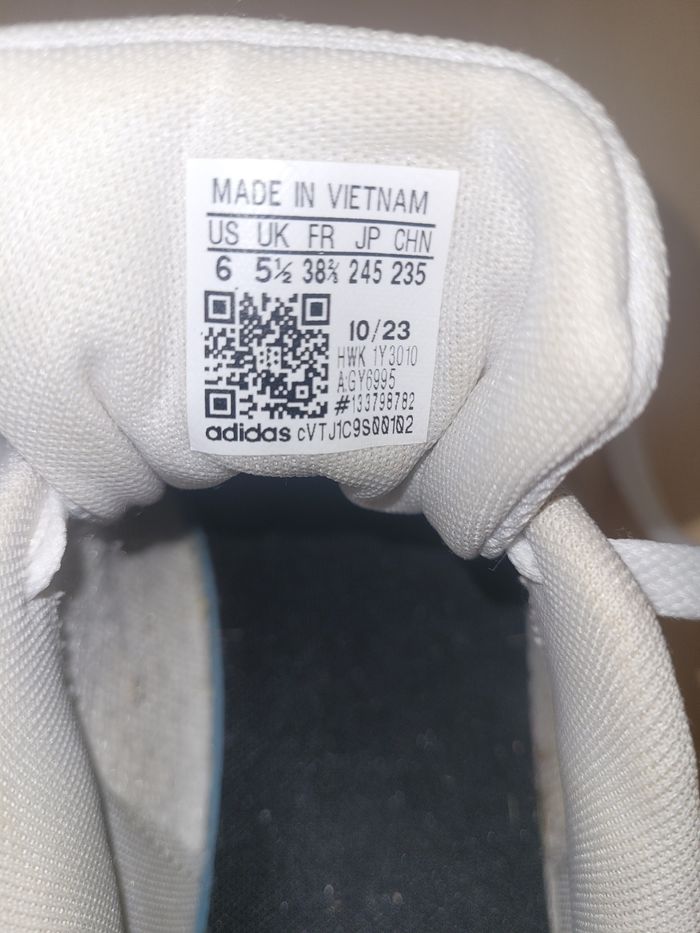 MADE IN VIETNAM
US UK FR JP CHN
6 5½ 38⅔ 245 235
10/23
HWK 1Y3010
A:GY6995
#133798782
adidas cVTJ1C9S00102